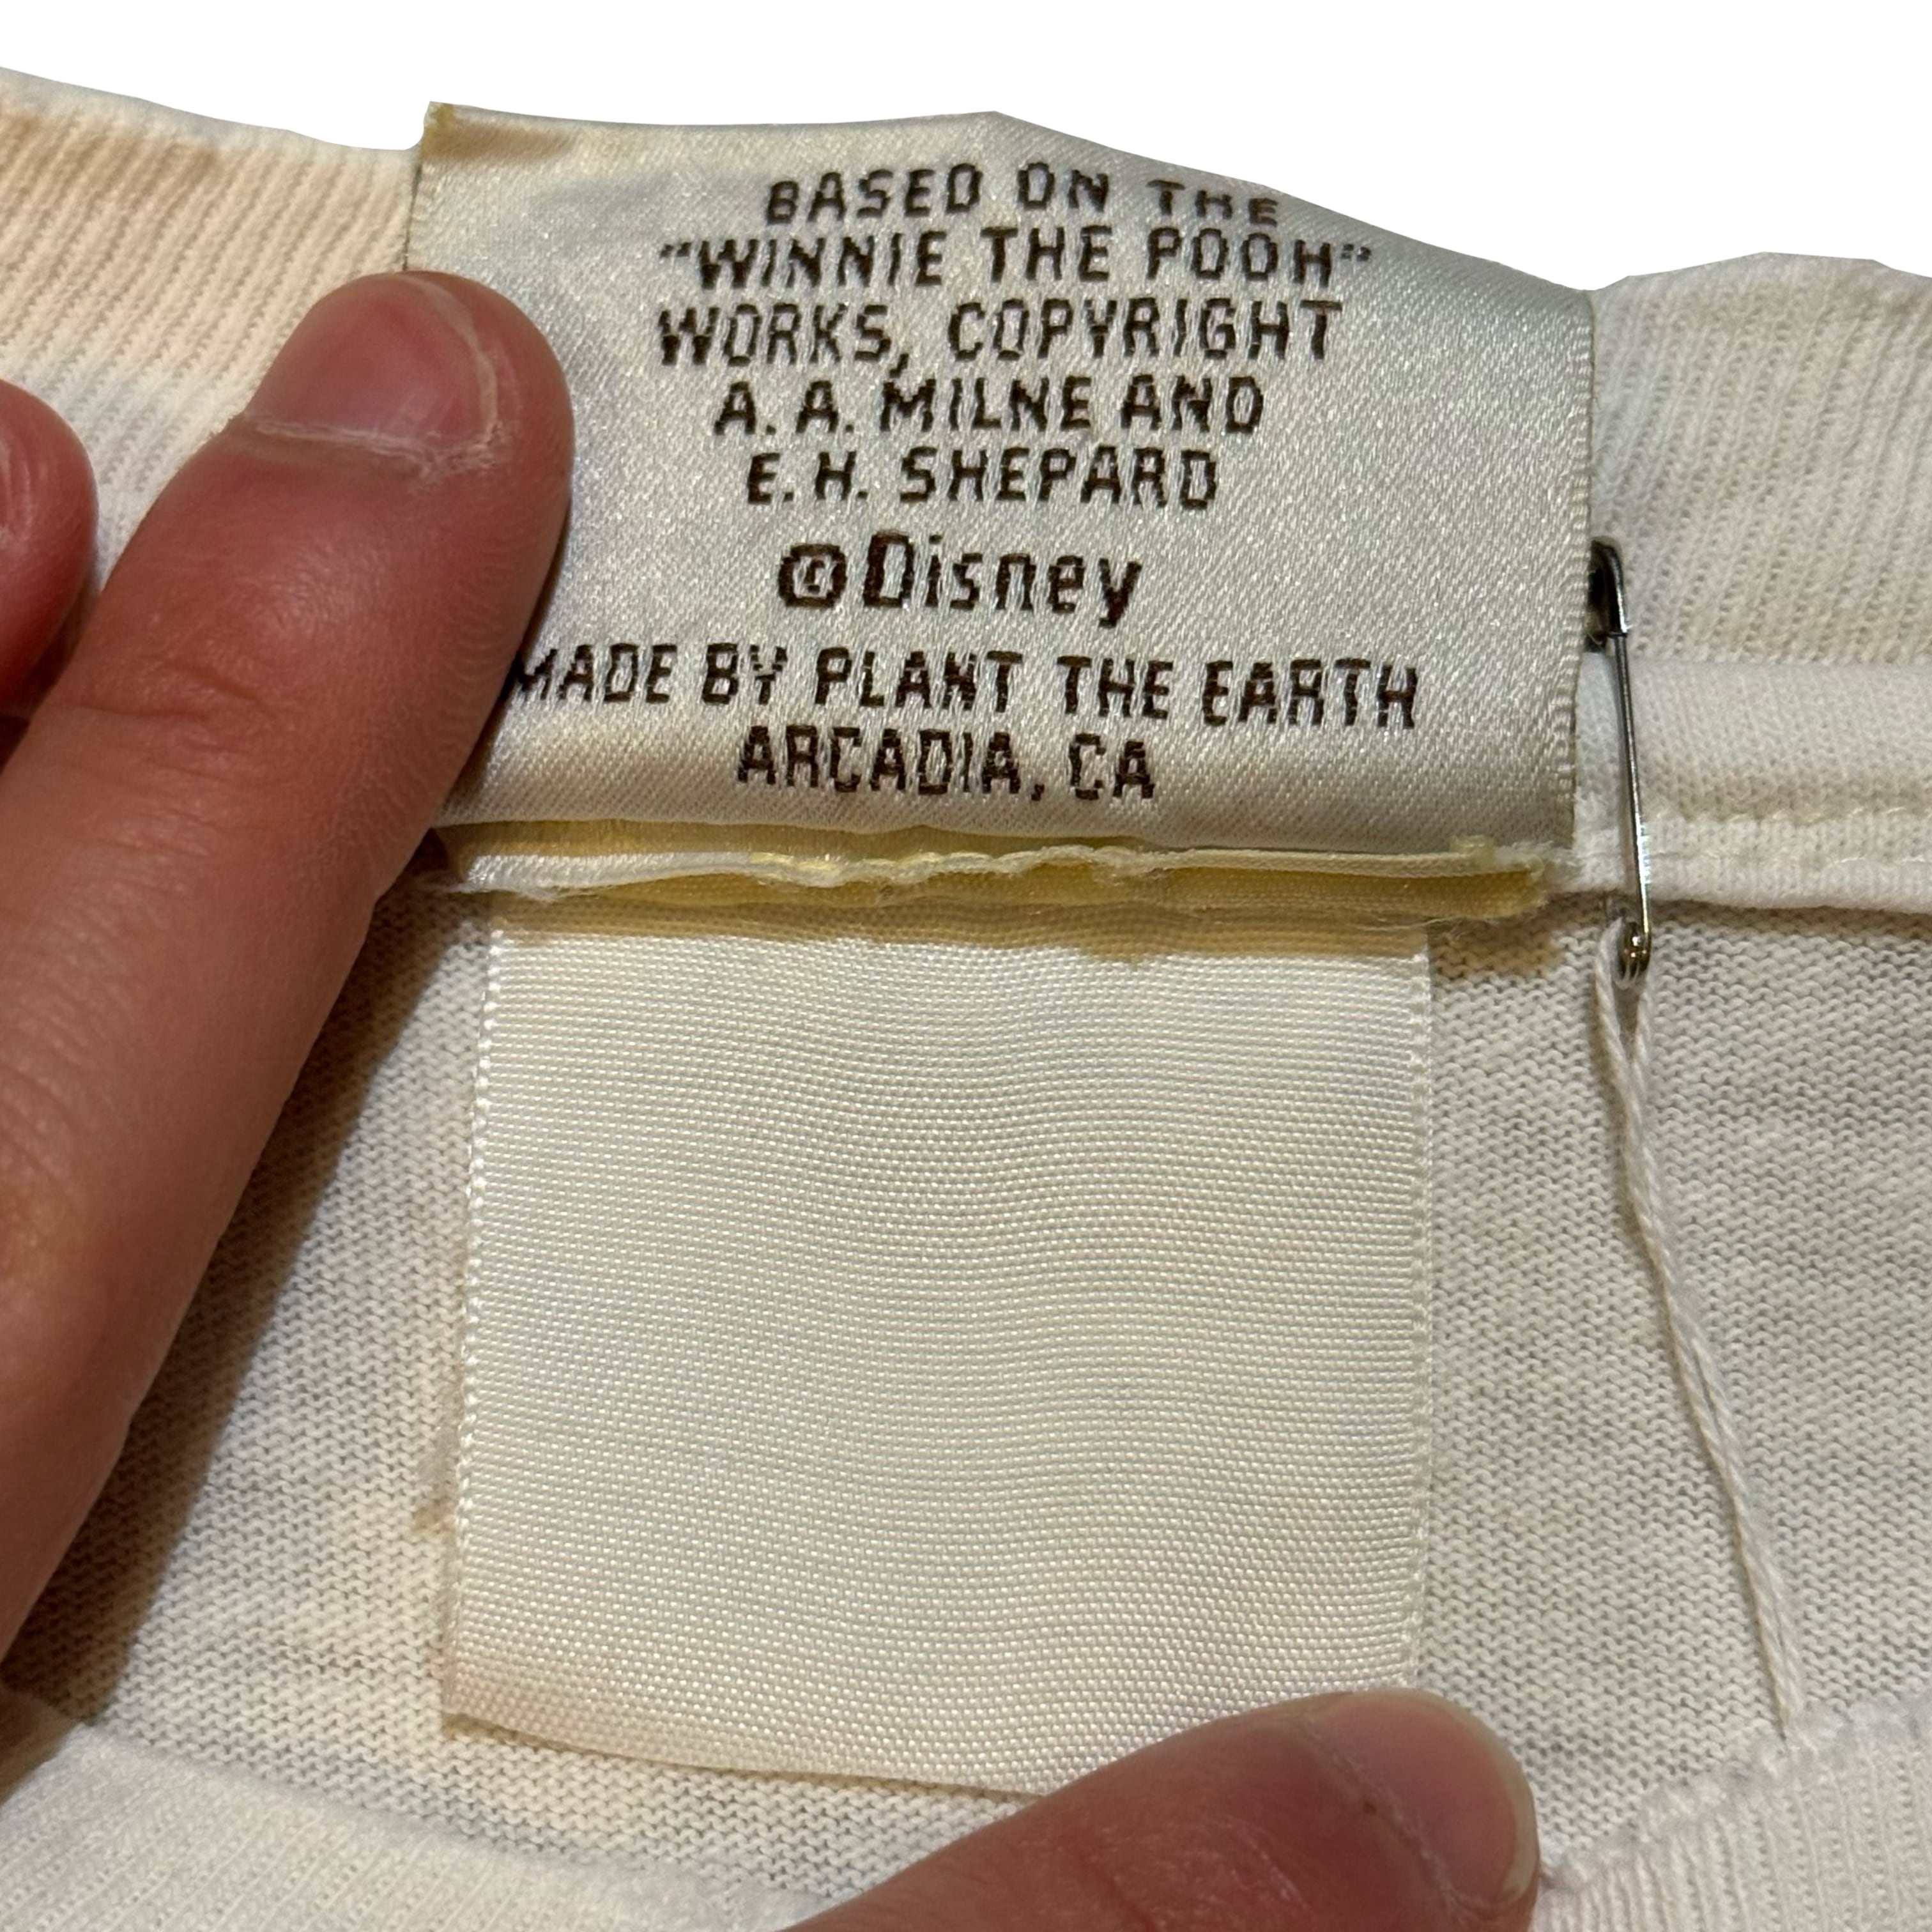 BASED ON THE
"WINNIE THE POOH"
WORKS, COPYRIGHT
A. A. MILNE AND
E. H. SHEPARD
©Disney
MADE BY PLANT THE EARTH
ARCADIA, CA